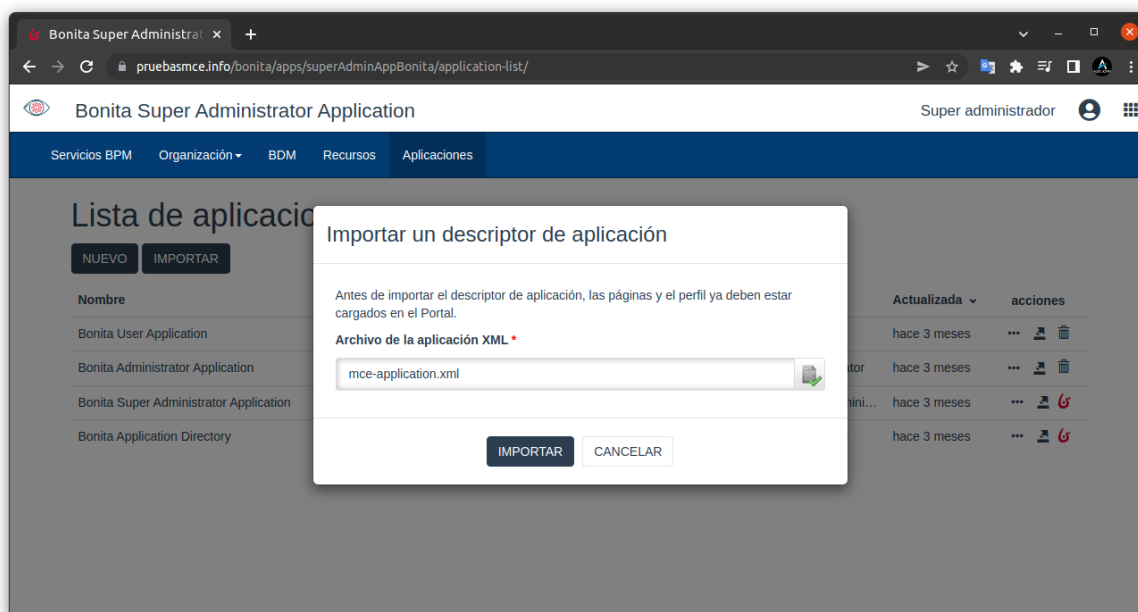 Bonita Super Administrat
pruebasmce.info/bonita/apps/superAdminAppBonita/application-list/
Bonita Super Administrator Application
Super administrador
Servicios BPM Organización BDM Recursos Aplicaciones
Lista de aplicacio
NUEVO IMPORTAR
Importar un descriptor de aplicación
Antes de importar el descriptor de aplicación, las páginas y el perfil ya deben estar
cargados en el Portal.
Archivo de la aplicación XML *
mce-application.xml
IMPORTAR CANCELAR
Nombre Actualizada acciones
Bonita User Application hace 3 meses
Bonita Administrator Application ator hace 3 meses
Bonita Super Administrator Application nini... hace 3 meses
Bonita Application Directory hace 3 meses